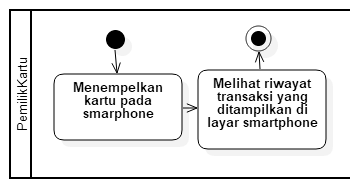 PemilikKartu
Menempelkan
kartu pada
smarphone
Melihat riwayat
transaksi yang
ditampilkan di
layar smartphone